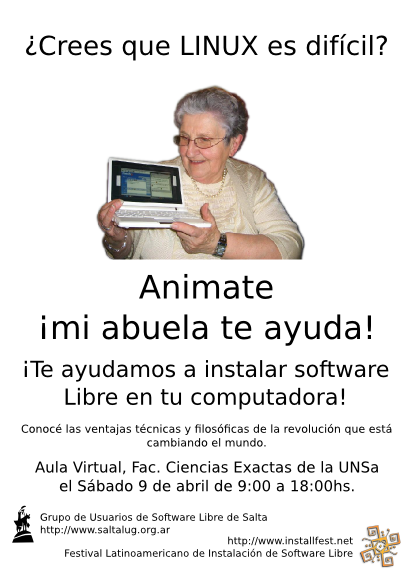 ¿Crees que LINUX es difícil?
Animate
¡mi abuela te ayuda!
¡Te ayudamos a instalar software
Libre en tu computadora!
Conocé las ventajas técnicas y filosóficas de la revolución que está
cambiando el mundo.
Aula Virtual, Fac. Ciencias Exactas de la UNSa
el Sábado 9 de abril de 9:00 a 18:00hs.
Grupo de Usuarios de Software Libre de Salta
http://www.saltalug.org.ar
http://www.installfest.net
Festival Latinoamericano de Instalación de Software Libre